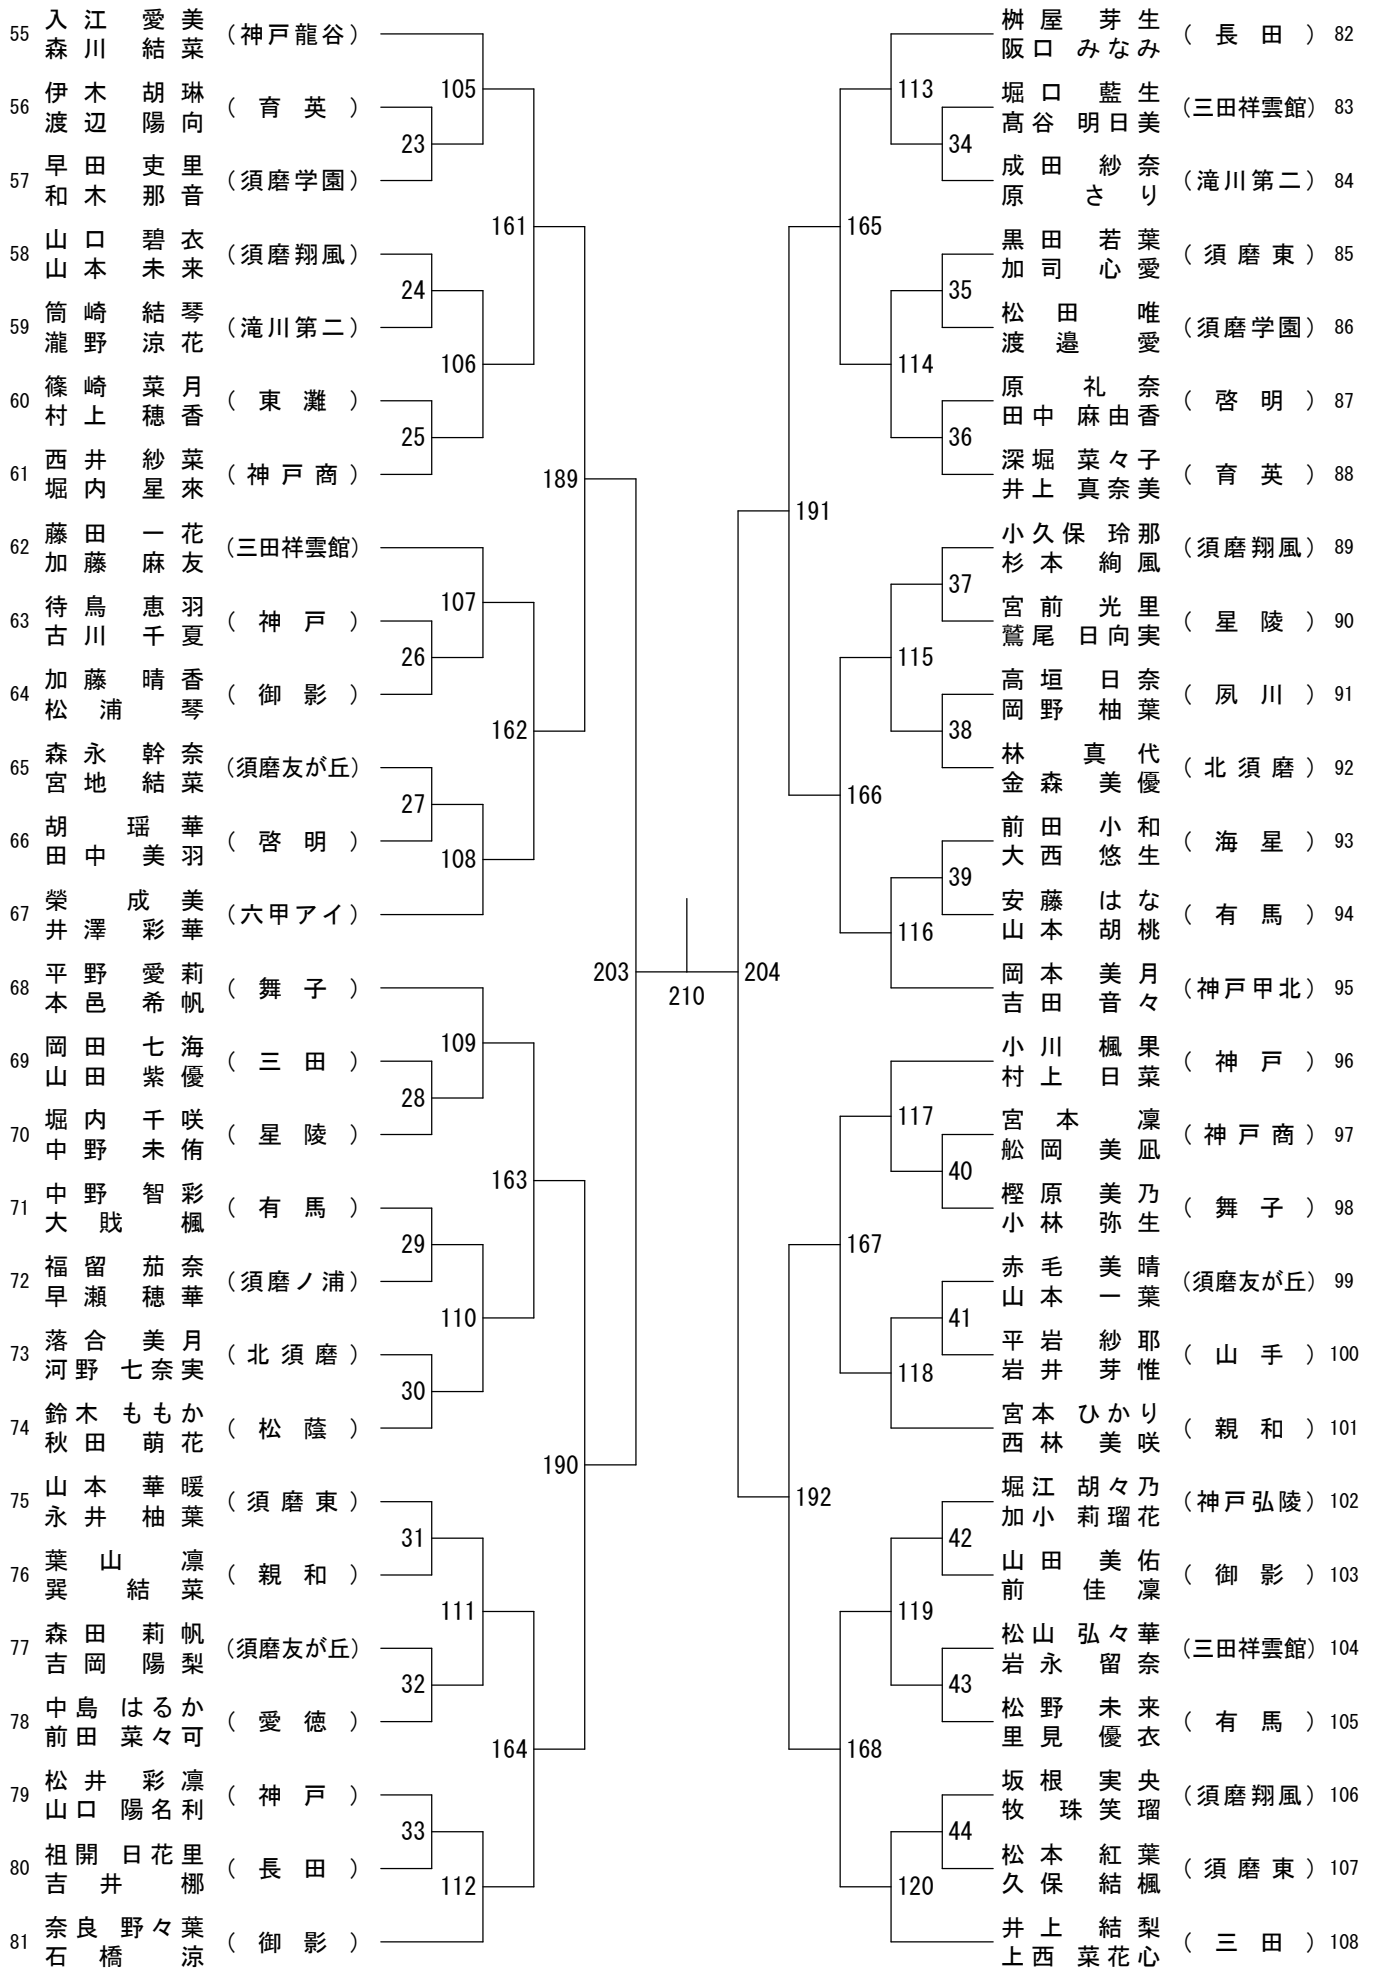 55 入江 愛美 (神戸龍谷)
森川 結菜
105
56 伊木 胡琳 (育英)
渡辺 陽向
23
57 早田 吏里 (須磨学園)
和木 那音
161
58 山口 碧衣 (須磨翔風)
山本 未来
24
59 筒崎 結琴 (滝川第二)
瀧野 涼花
106
60 篠崎 菜月 (東灘)
村上 穂香
25
61 西井 紗菜 (神戸商)
堀内 星來
189
62 藤田 一花 (三田祥雲館)
加藤 麻友
107
63 待鳥 恵羽 (神戸)
古川 千夏
26
64 加藤 晴香 (御影)
松浦 琴
162
65 森永 幹奈 (須磨友が丘)
宮地 結菜
27
66 胡 瑶華 (啓明)
田中 美羽
108
67 榮 成美 (六甲アイ)
井澤 彩華
203
68 平野 愛莉 (舞子)
本邑 希帆
109
69 岡田 七海 (三田)
山田 紫優
28
70 堀内 千咲 (星陵)
中野 未侑
163
71 中野 智彩 (有馬)
大戝 楓
29
72 福留 茄奈 (須磨ノ浦)
早瀬 穂華
110
73 落合 美月 (北須磨)
河野 七奈実
30
74 鈴木 ももか (松蔭)
秋田 萌花
190
75 山本 華暖 (須磨東)
永井 柚葉
31
76 葉山 凛 (親和)
巽 結菜
111
77 森田 莉帆 (須磨友が丘)
吉岡 陽梨
32
78 中島 はるか (愛徳)
前田 菜々可
164
79 松井 彩凛 (神戸)
山口 陽名利
33
80 祖開 日花里 (長田)
吉井 梛
112
81 奈良 野々葉 (御影)
石橋 涼
210
204
桝屋 芽生 (長田) 82
阪口 みなみ
113
堀口 藍生 (三田祥雲館) 83
髙谷 明日美
34
成田 紗奈 (滝川第二) 84
原 さり
165
黒田 若葉 (須磨東) 85
加司 心愛
35
松田 唯 (須磨学園) 86
渡邉 愛
114
原 礼奈 (啓明) 87
田中 麻由香
36
深堀 菜々子 (育英) 88
井上 真奈美
191
小久保 玲那 (須磨翔風) 89
杉本 絢風
37
宮前 光里 (星陵) 90
鷲尾 日向実
115
高垣 日奈 (夙川) 91
岡野 柚葉
38
林 真代 (北須磨) 92
金森 美優
166
前田 小和 (海星) 93
大西 悠生
39
安藤 はな (有馬) 94
山本 胡桃
116
岡本 美月 (神戸甲北) 95
吉田 音々
小川 楓果 (神戸) 96
村上 日菜
117
宮本 凜 (神戸商) 97
舩岡 美凪
40
樫原 美乃 (舞子) 98
小林 弥生
167
赤毛 美晴 (須磨友が丘) 99
山本 一葉
41
平岩 紗耶 (山手) 100
岩井 芽惟
118
宮本 ひかり (親和) 101
西林 美咲
192
堀江 胡々乃 (神戸弘陵) 102
加小 莉瑠花
42
山田 美佑 (御影) 103
前 佳凜
119
松山 弘々華 (三田祥雲館) 104
岩永 留奈
43
松野 未来 (有馬) 105
里見 優衣
168
坂根 実央 (須磨翔風) 106
牧 珠笑瑠
44
松本 紅葉 (須磨東) 107
久保 結楓
120
井上 結梨 (三田) 108
上西 菜花心